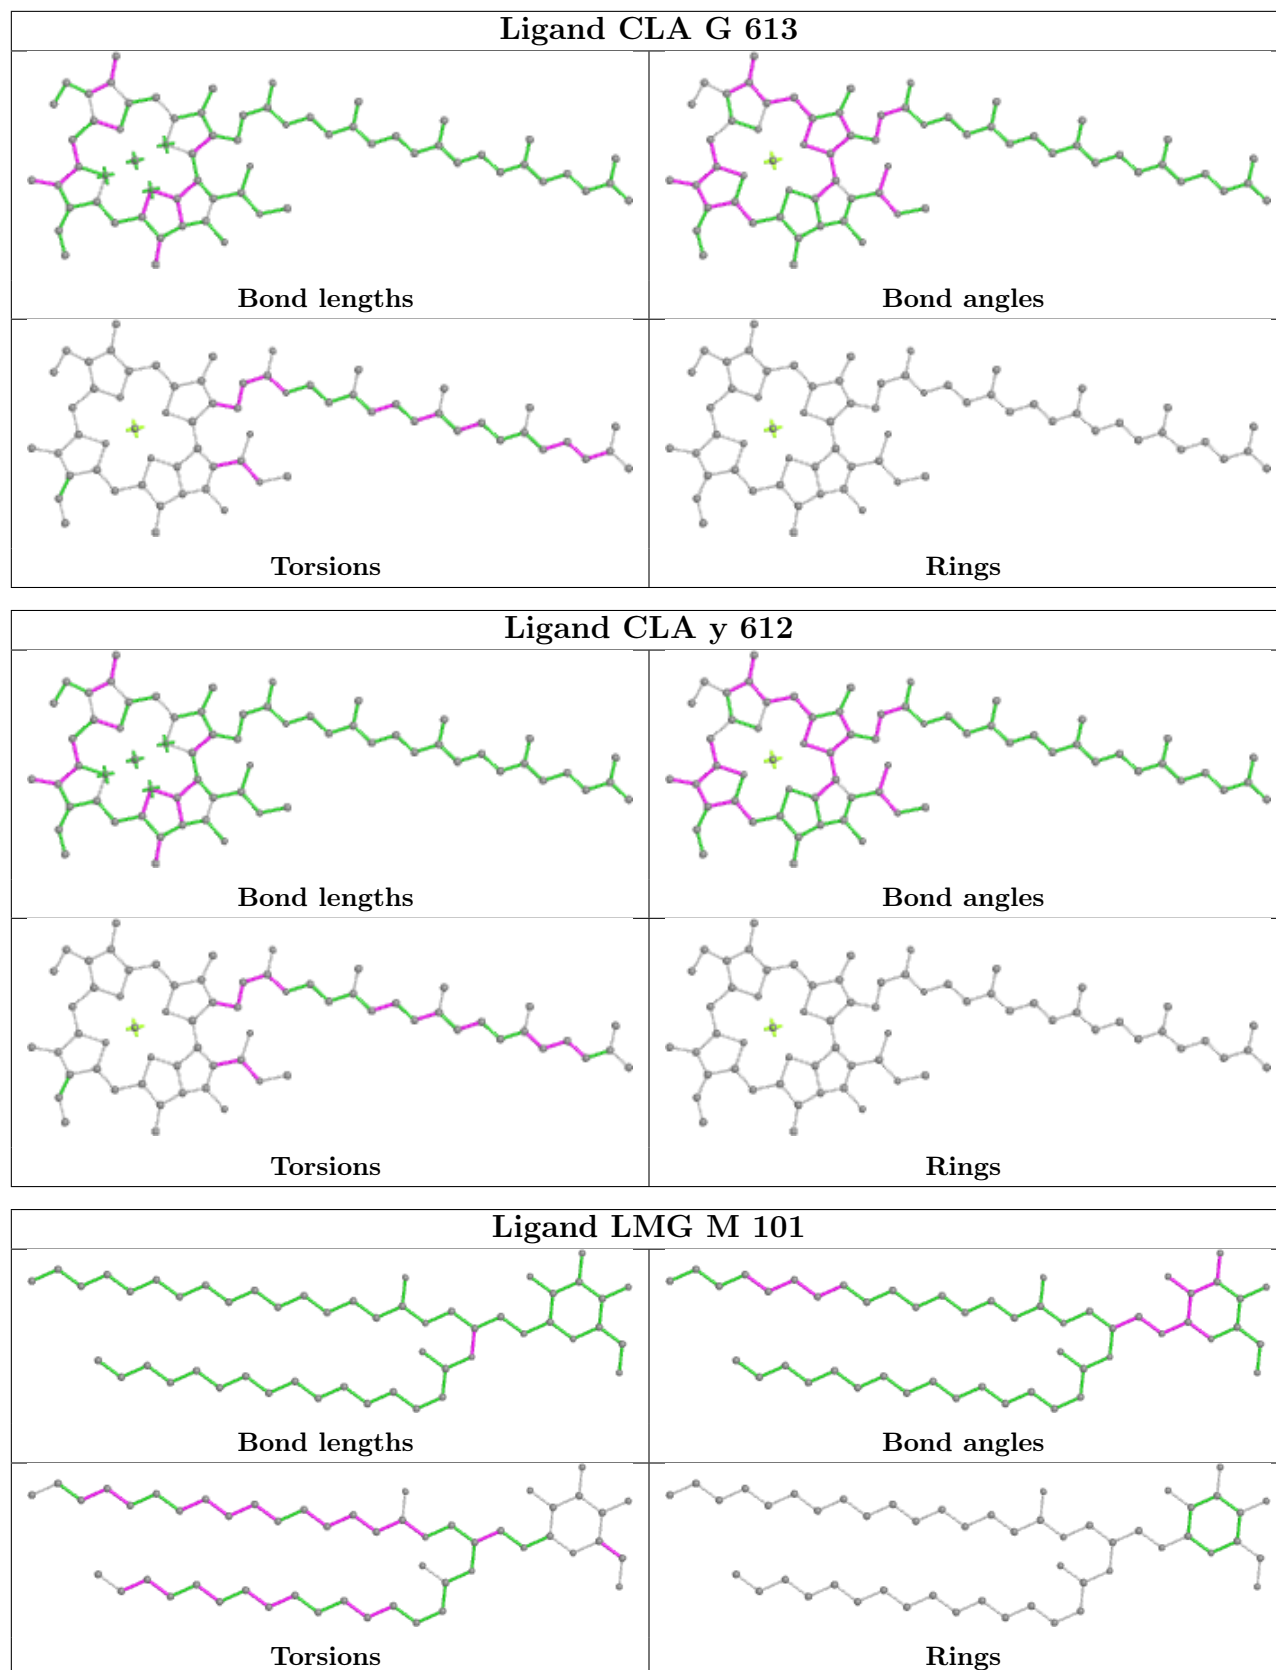 Ligand CLA G 613
Bond lengths
Bond angles
Torsions
Rings
Ligand CLA y 612
Bond lengths
Bond angles
Torsions
Rings
Ligand LMG M 101
Bond lengths
Bond angles
Torsions
Rings